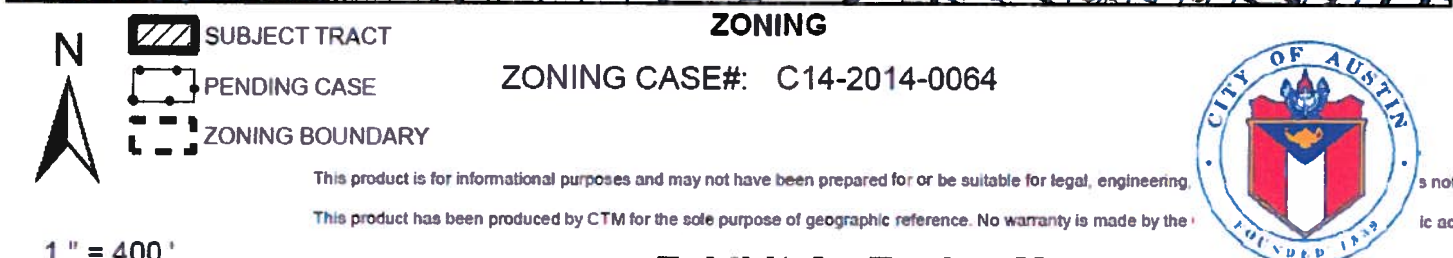 ZONING
N
SUBJECT TRACT
PENDING CASE
ZONING BOUNDARY
ZONING CASE#: C14-2014-0064
This product is for informational purposes and may not have been prepared for or be suitable for legal, engineering,
This product has been produced by CTM for the sole purpose of geographic reference. No warranty is made by the
1 " = 400 '
CITY OF AUSTIN
FOUNDED 1839